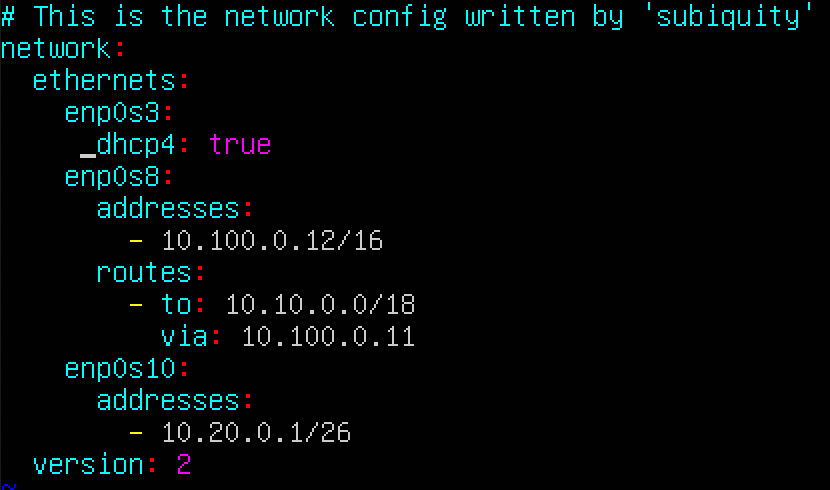 # This is the network config written by 'subiquity'
network:
  ethernets:
    enp0s3:
      dhcp4: true
    enp0s8:
      addresses:
        - 10.100.0.12/16
      routes:
        - to: 10.10.0.0/18
          via: 10.100.0.11
    enp0s10:
      addresses:
        - 10.20.0.1/26
  version: 2
~